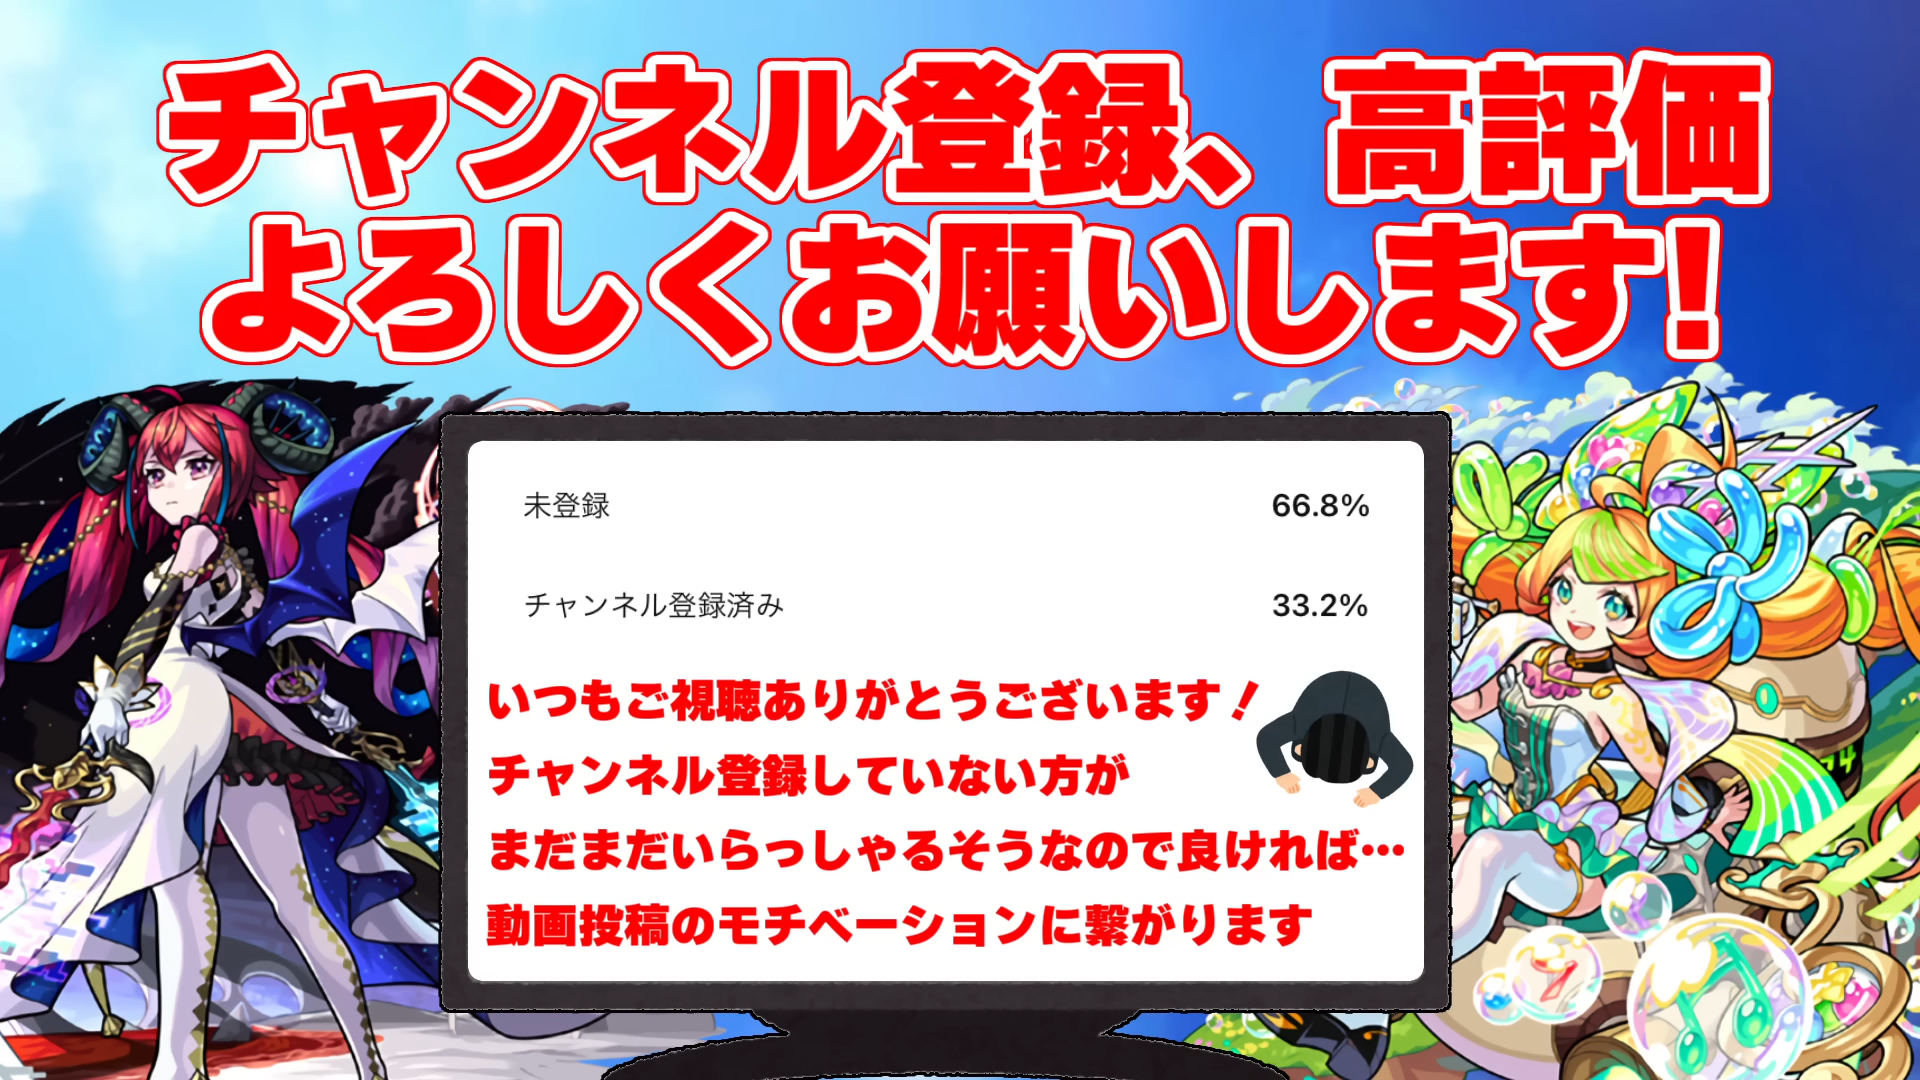 チャンネル登録、高評価
よろしくお願いします!
未登録 66.8%
チャンネル登録済み 33.2%
いつもご視聴ありがとうございます!
チャンネル登録していない方が
まだまだいらっしゃるそうなので良ければ…
動画投稿のモチベーションに繋がります